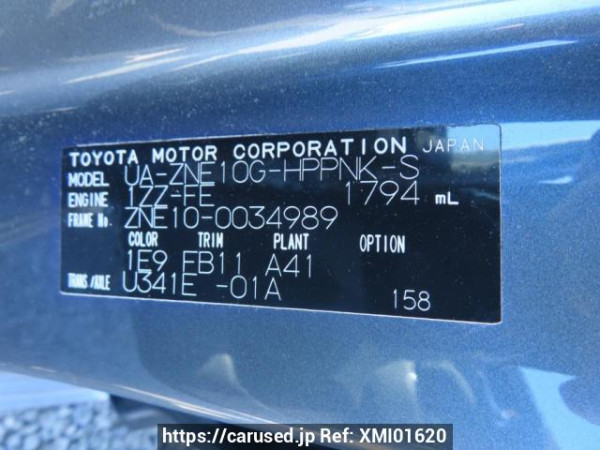 TOYOTA MOTOR CORPORATION JAPAN
MODEL UA-ZNE10G-HPPNK-S
ENGINE 1ZZ-FE 1794 mL
FRAME No. ZNE10-0034989
COLOR TRIM PLANT OPTION
1E9 FB11 A41
TRANS/AXLE U341E -01A 158
https://carused.jp Ref: XMI01620